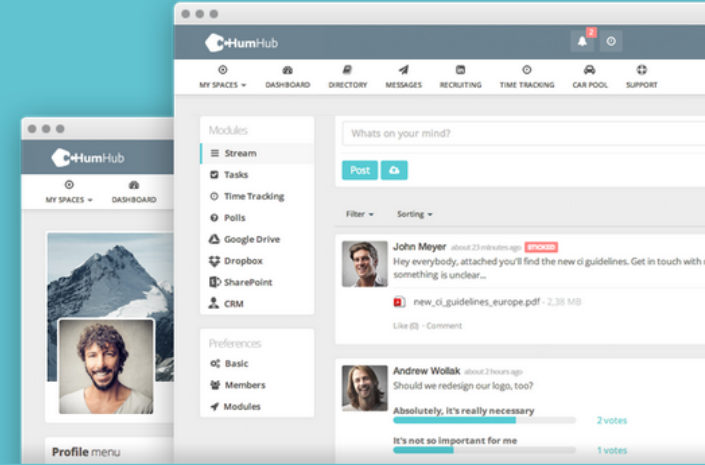 HumHub
2
MY SPACES
DASHBOARD
DIRECTORY
MESSAGES
RECRUITING
TIME TRACKING
CAR POOL
SUPPORT
Modules
Stream
Tasks
Time Tracking
Polls
Google Drive
Dropbox
SharePoint
CRM
Preferences
Basic
Members
Modules
Whats on your mind?
Post
Filter
Sorting
John Meyer about 23 minutes ago STICKED
Hey everybody, attached you'll find the new ci guidelines. Get in touch with
something is unclear...
new_ci_guidelines_europe.pdf - 2,38 MB
Like (0) - Comment
Andrew Wollak about 2 hours ago
Should we redesign our logo, too?
Absolutely, it's really necessary
2 votes
It's not so important for me
1 votes
HumHub
MY SPACES
DASHBOARD
Profile menu